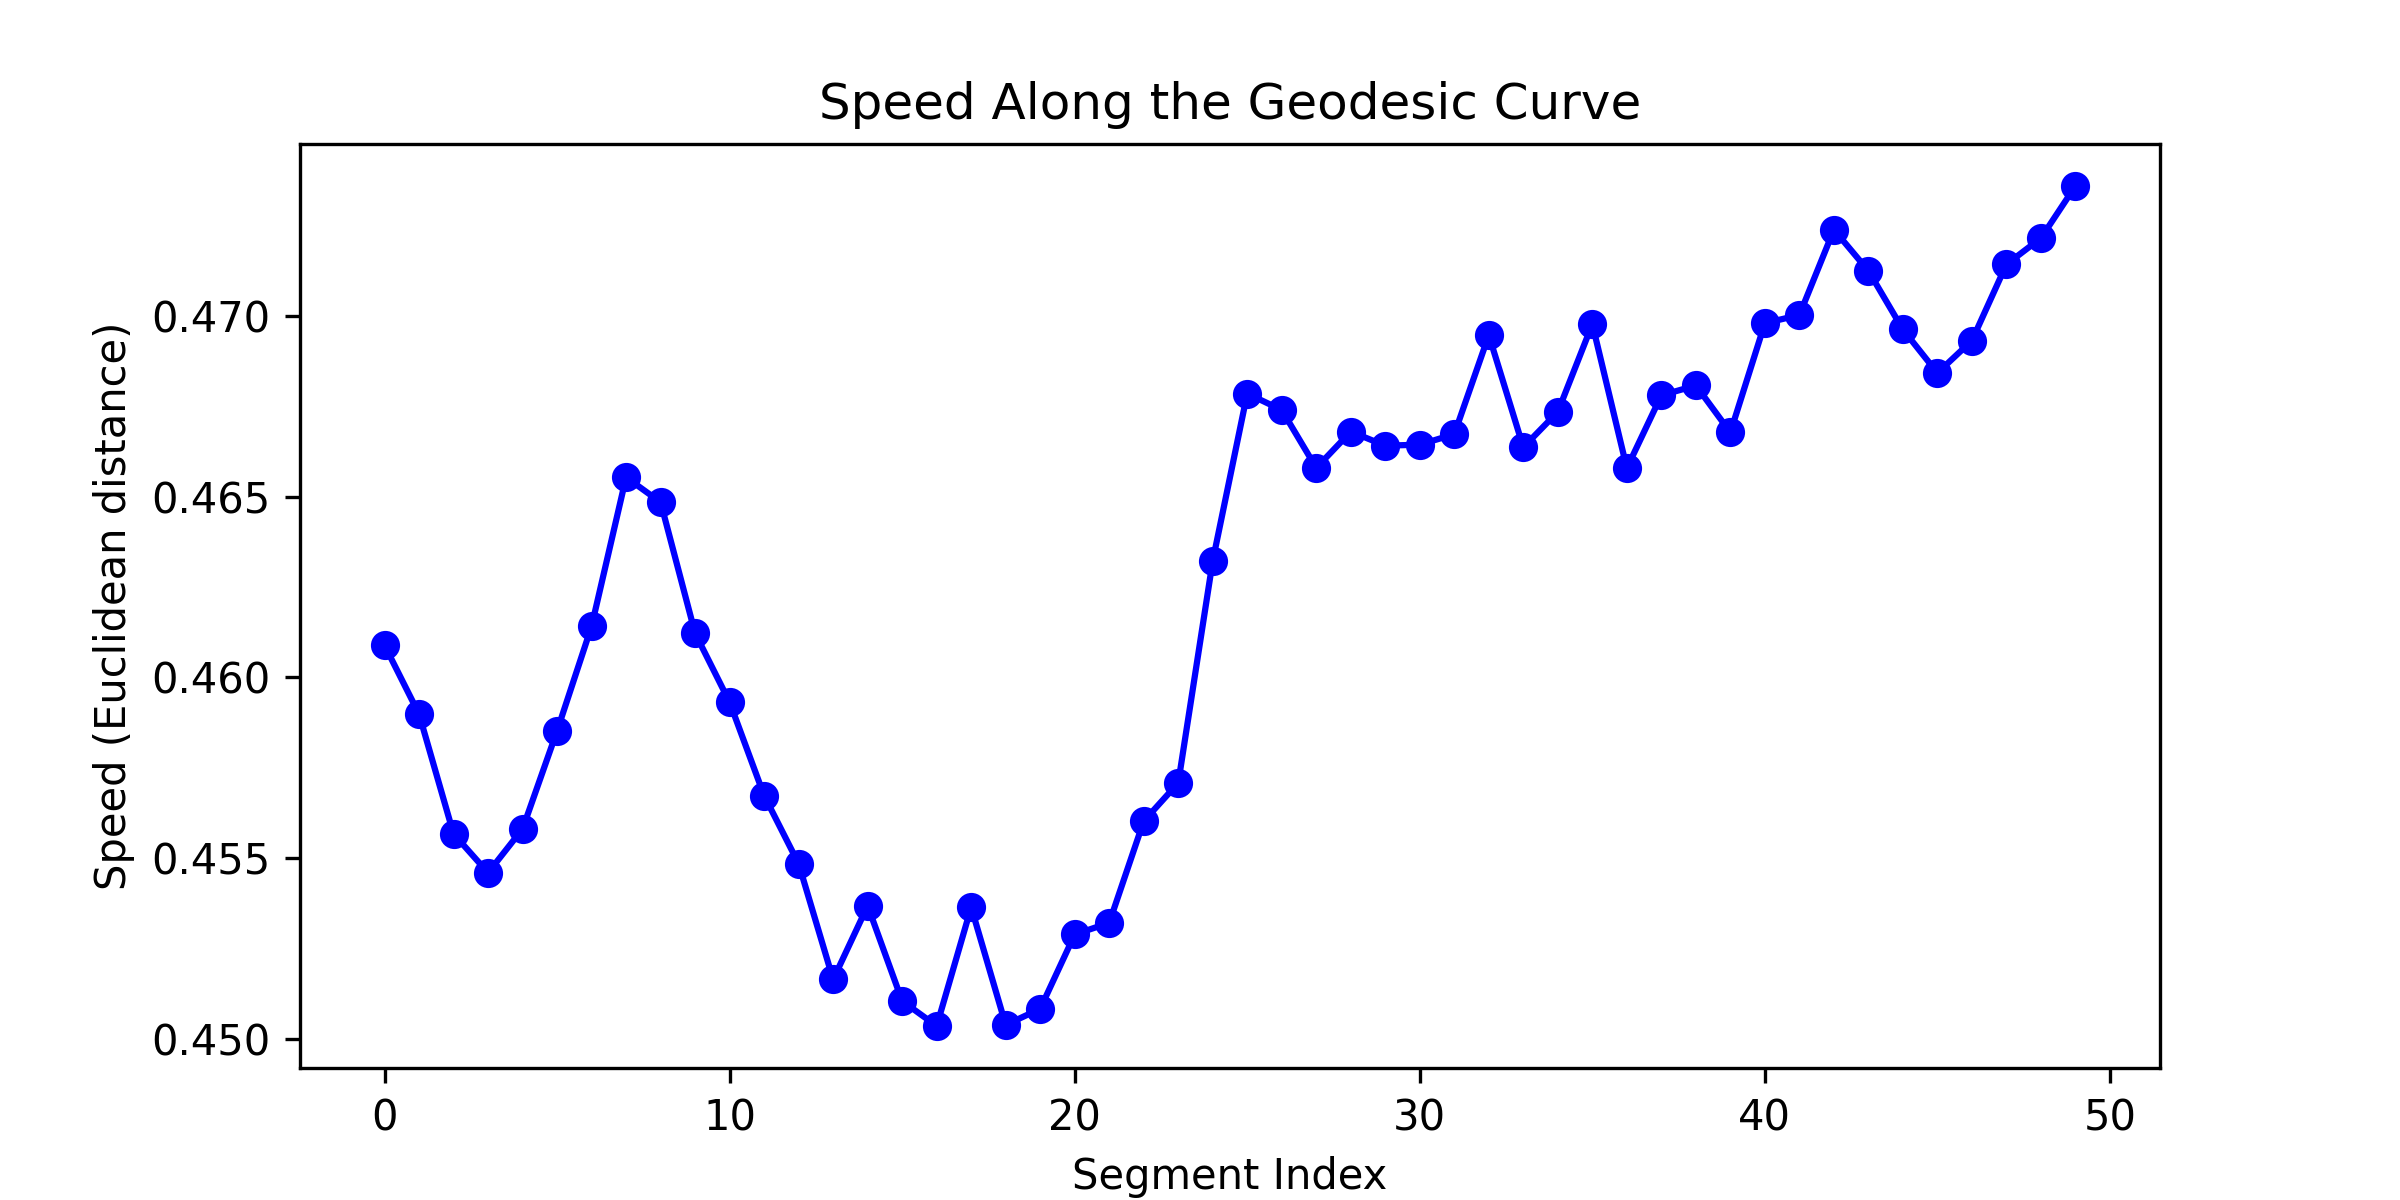 Speed Along the Geodesic Curve
Speed (Euclidean distance)
0.470
0.465
0.460
0.455
0.450
0 10 20 30 40 50
Segment Index